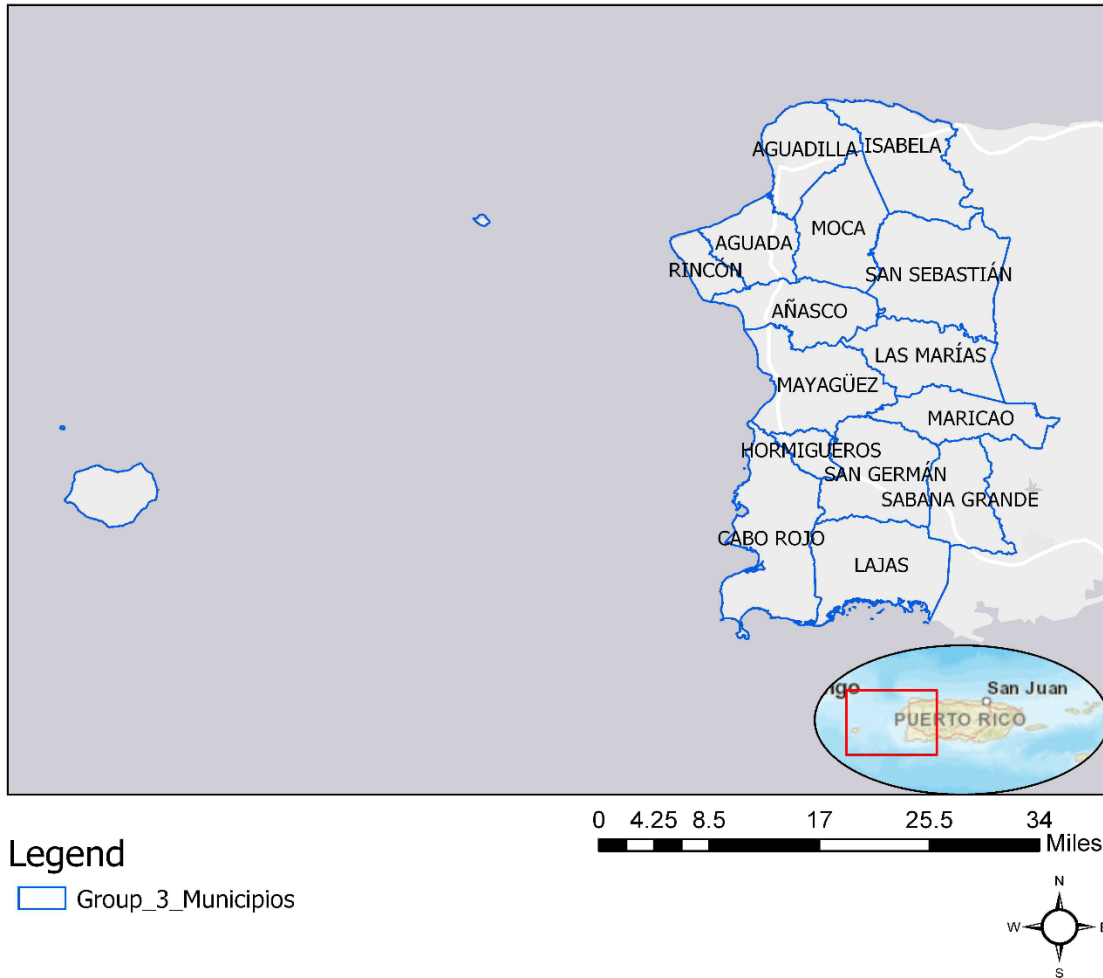 AGUADILLA
ISABELA
MOCA
AGUADA
RINCÓN
SAN SEBASTIÁN
AÑASCO
LAS MARÍAS
MAYAGÜEZ
MARICAO
HORMIGUEROS
SAN GERMÁN
SABANA GRANDE
CABO ROJO
LAJAS
igo
San Juan
PUERTO RICO
0 4.25 8.5 17 25.5 34
Miles
Legend
Group_3_Municipios
N
W E
S